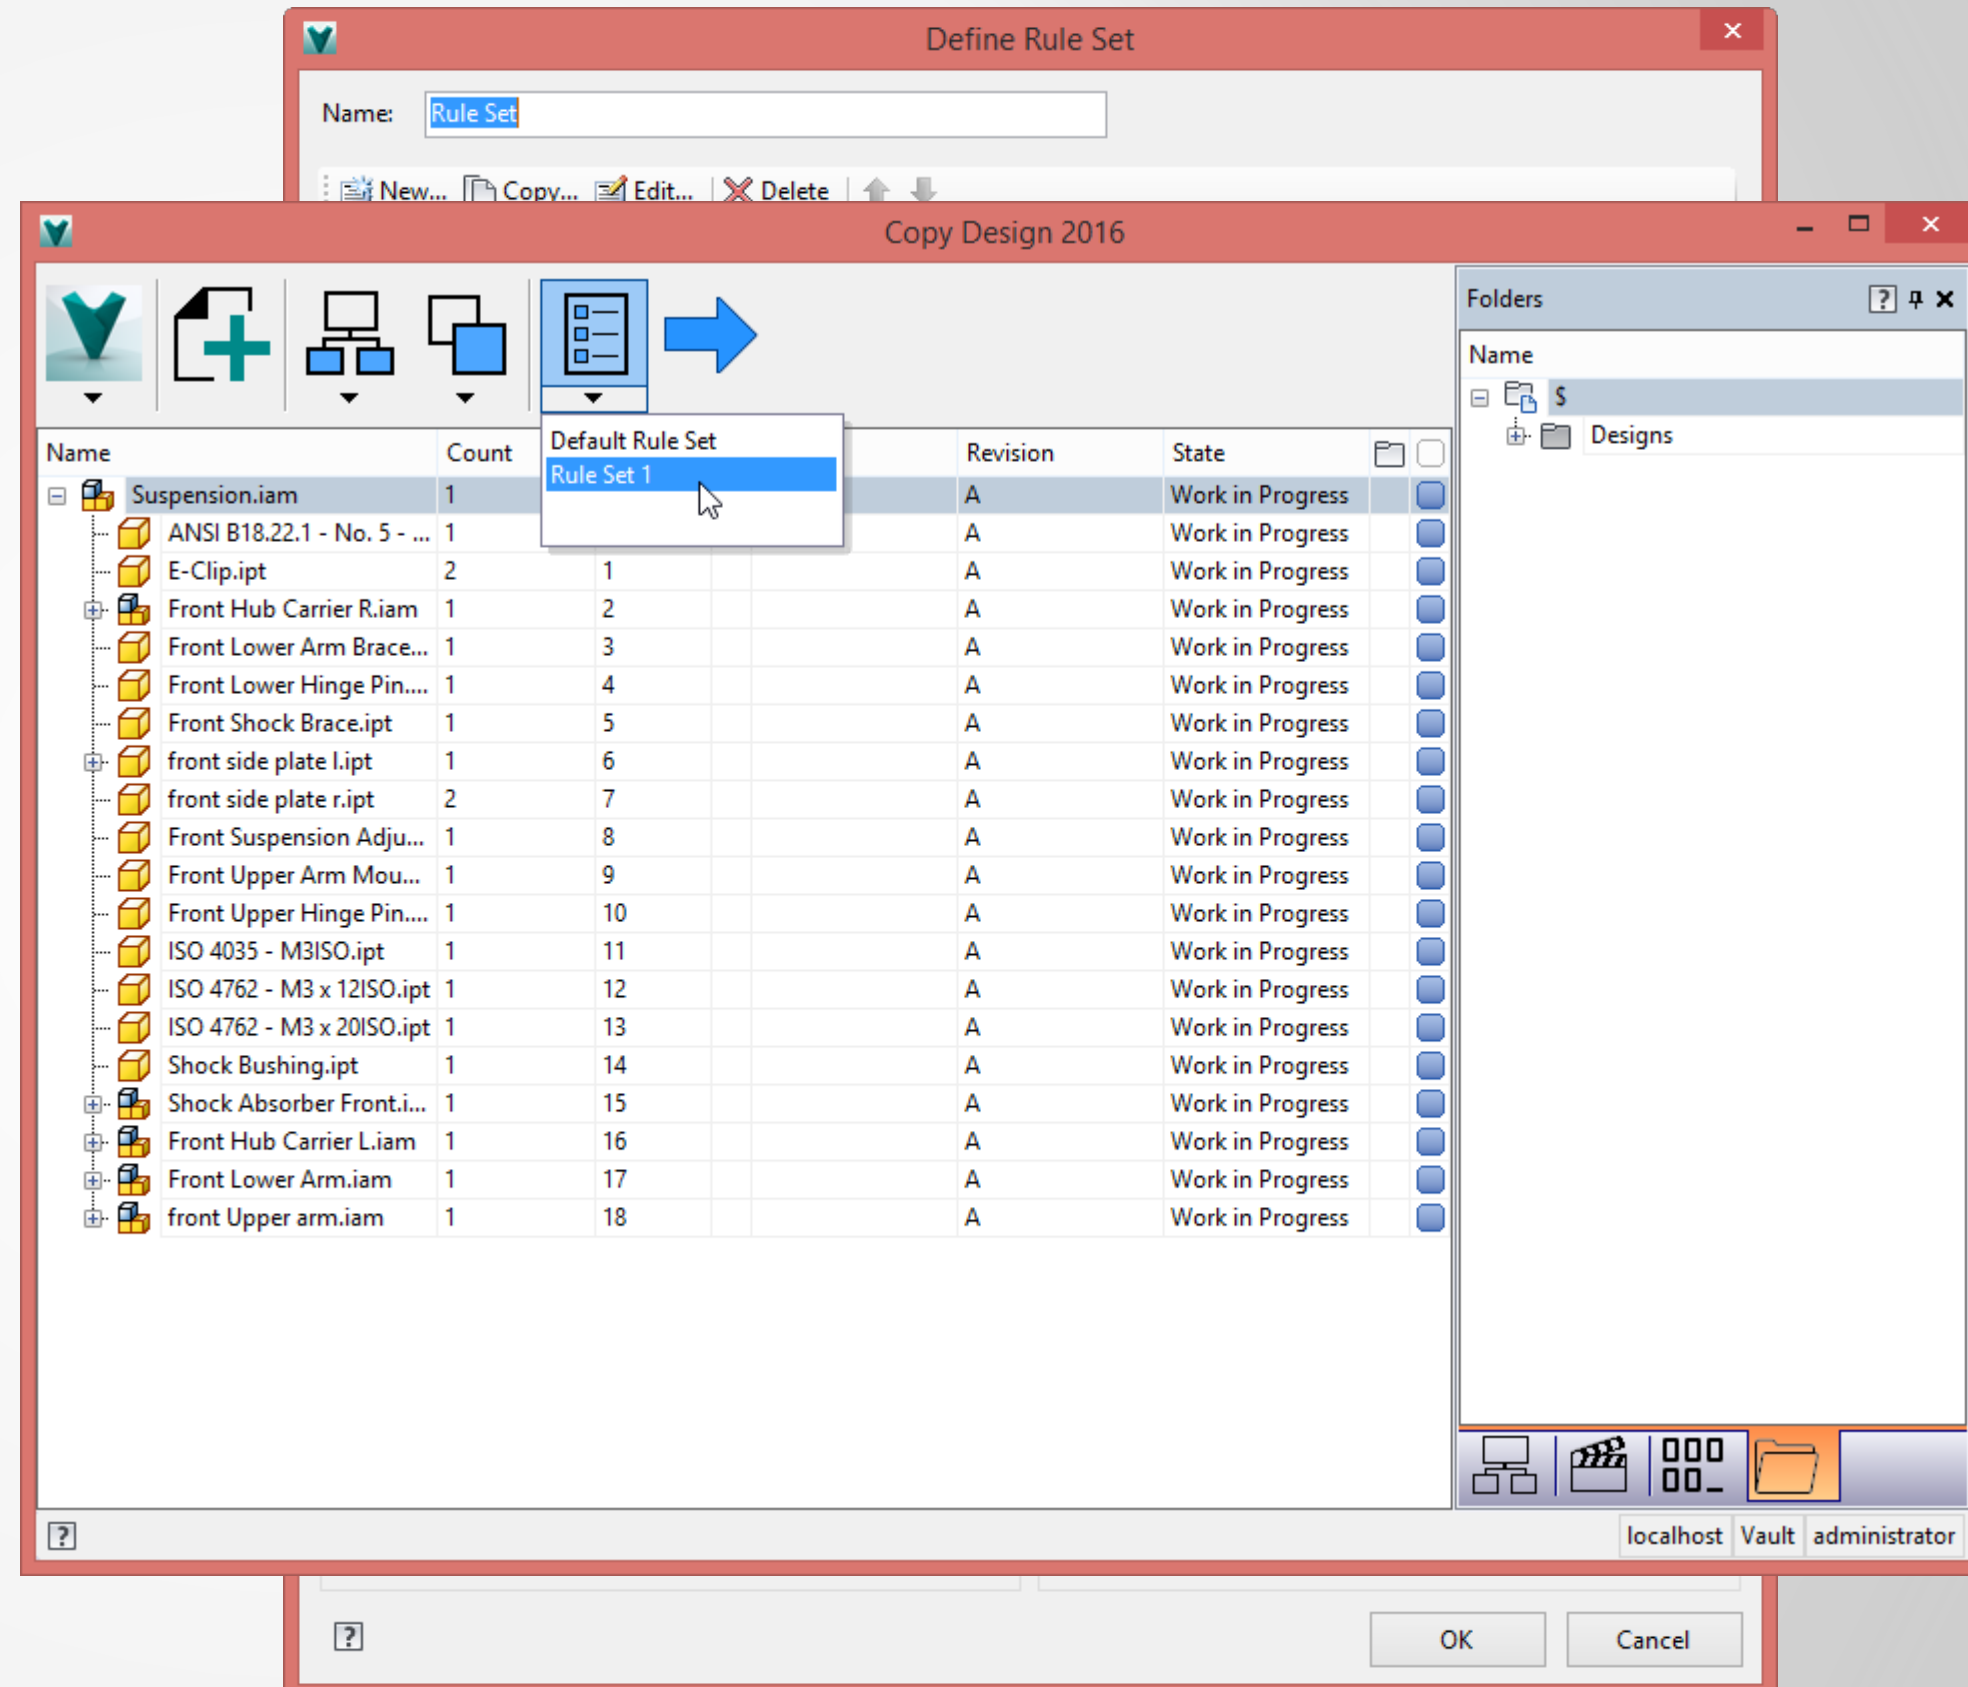 Define Rule Set
Name: Rule Set
New... Copy... Edit... Delete
Copy Design 2016
Default Rule Set
Rule Set 1
Name Count Revision State
Suspension.iam 1 A Work in Progress
ANSI B18.22.1 - No. 5 - ... 1 A Work in Progress
E-Clip.ipt 2 1 A Work in Progress
Front Hub Carrier R.iam 1 2 A Work in Progress
Front Lower Arm Brace... 1 3 A Work in Progress
Front Lower Hinge Pin.... 1 4 A Work in Progress
Front Shock Brace.ipt 1 5 A Work in Progress
front side plate l.ipt 1 6 A Work in Progress
front side plate r.ipt 2 7 A Work in Progress
Front Suspension Adju... 1 8 A Work in Progress
Front Upper Arm Mou... 1 9 A Work in Progress
Front Upper Hinge Pin.... 1 10 A Work in Progress
ISO 4035 - M3ISO.ipt 1 11 A Work in Progress
ISO 4762 - M3 x 12ISO.ipt 1 12 A Work in Progress
ISO 4762 - M3 x 20ISO.ipt 1 13 A Work in Progress
Shock Bushing.ipt 1 14 A Work in Progress
Shock Absorber Front.i... 1 15 A Work in Progress
Front Hub Carrier L.iam 1 16 A Work in Progress
Front Lower Arm.iam 1 17 A Work in Progress
front Upper arm.iam 1 18 A Work in Progress
Folders
Name
$
Designs
localhost Vault administrator
OK Cancel